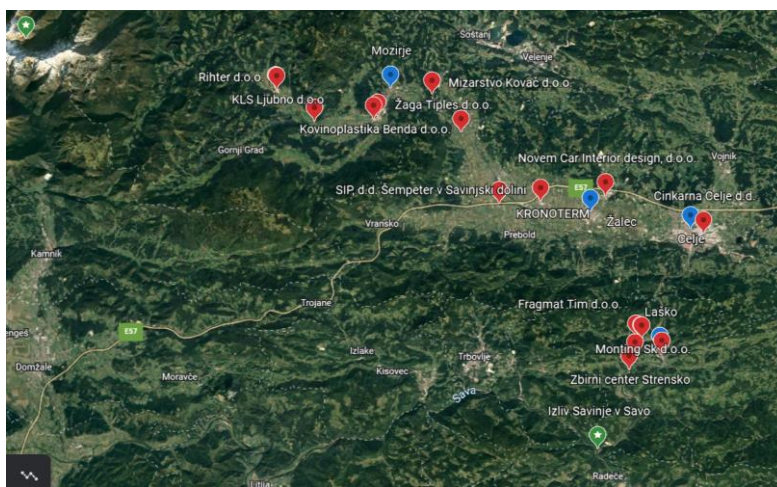 Šoštanj
Mozirje
Velenje
Rihter d.o.o.
Mizarstvo Kovač d.o.o.
KLS Ljubno d.o.o
Žaga Tiples d.o.o.
Kovinoplastika Benda d.o.o.
Gornji Grad
Novem Car Interior design, d.o.o.
Vojnik
SIP, d.d. Šempeter v Savinjski dolini
E57
Cinkarna Celje d.d.
KRONOTERM
Žalec
Vransko
Prebold
Celje
Kamnik
Trojane
Fragmat Tim d.o.o.
Laško
E57
Izlake
Monting Sk d.o.o.
Trbovlje
Domžale
Moravče
Kisovec
Zbirni center Strensko
Sava
Izliv Savinje v Savo
Radeče
Litija